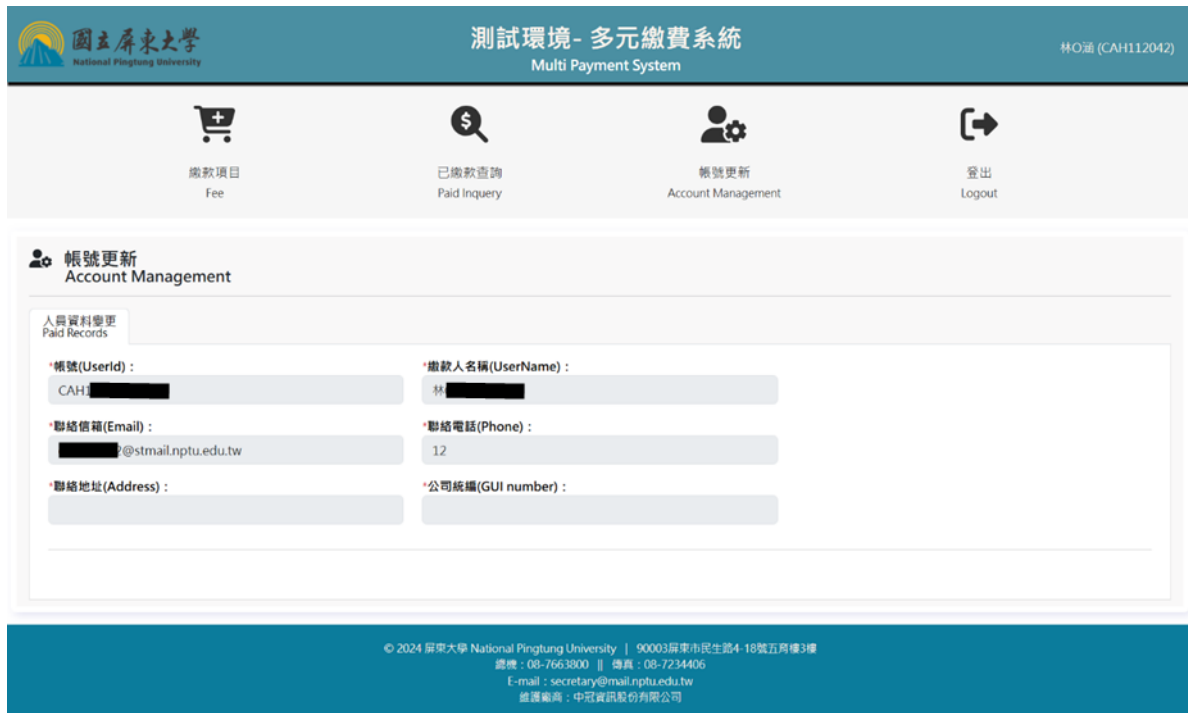 國立屏東大學
National Pingtung University
測試環境- 多元繳費系統
Multi Payment System
林O涵 (CAH112042)
繳款項目
Fee
已繳款查詢
Paid Inquery
帳號更新
Account Management
登出
Logout
帳號更新
Account Management
人員資料變更
Paid Records
*帳號(UserId)：
CAH1
*繳款人名稱(UserName)：
林
*聯絡信箱(Email)：
2@stmail.nptu.edu.tw
*聯絡電話(Phone)：
12
*聯絡地址(Address)：
*公司統編(GUI number)：
© 2024 屏東大學 National Pingtung University | 90003屏東市民生路4-18號五育樓3樓
總機：08-7663800 || 傳真：08-7234406
E-mail：secretary@mail.nptu.edu.tw
維護廠商：中冠資訊股份有限公司